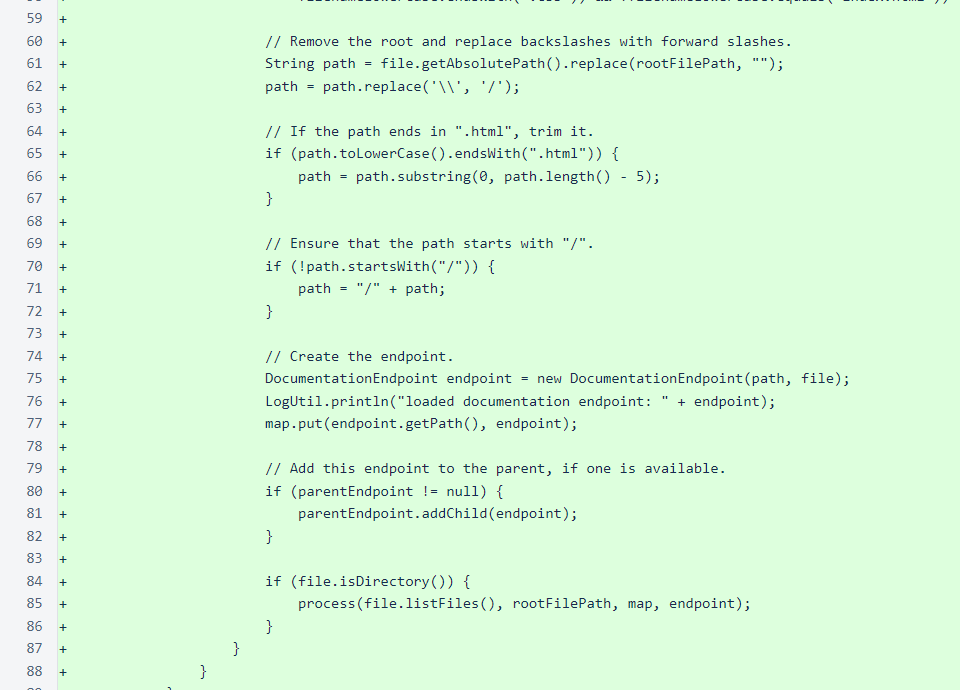 59 +
60 + // Remove the root and replace backslashes with forward slashes.
61 + String path = file.getAbsolutePath().replace(rootFilePath, "");
62 + path = path.replace('\\', '/');
63 +
64 + // If the path ends in ".html", trim it.
65 + if (path.toLowerCase().endsWith(".html")) {
66 + path = path.substring(0, path.length() - 5);
67 + }
68 +
69 + // Ensure that the path starts with "/".
70 + if (!path.startsWith("/")) {
71 + path = "/" + path;
72 + }
73 +
74 + // Create the endpoint.
75 + DocumentationEndpoint endpoint = new DocumentationEndpoint(path, file);
76 + LogUtil.println("loaded documentation endpoint: " + endpoint);
77 + map.put(endpoint.getPath(), endpoint);
78 +
79 + // Add this endpoint to the parent, if one is available.
80 + if (parentEndpoint != null) {
81 + parentEndpoint.addChild(endpoint);
82 + }
83 +
84 + if (file.isDirectory()) {
85 + process(file.listFiles(), rootFilePath, map, endpoint);
86 + }
87 + }
88 + }